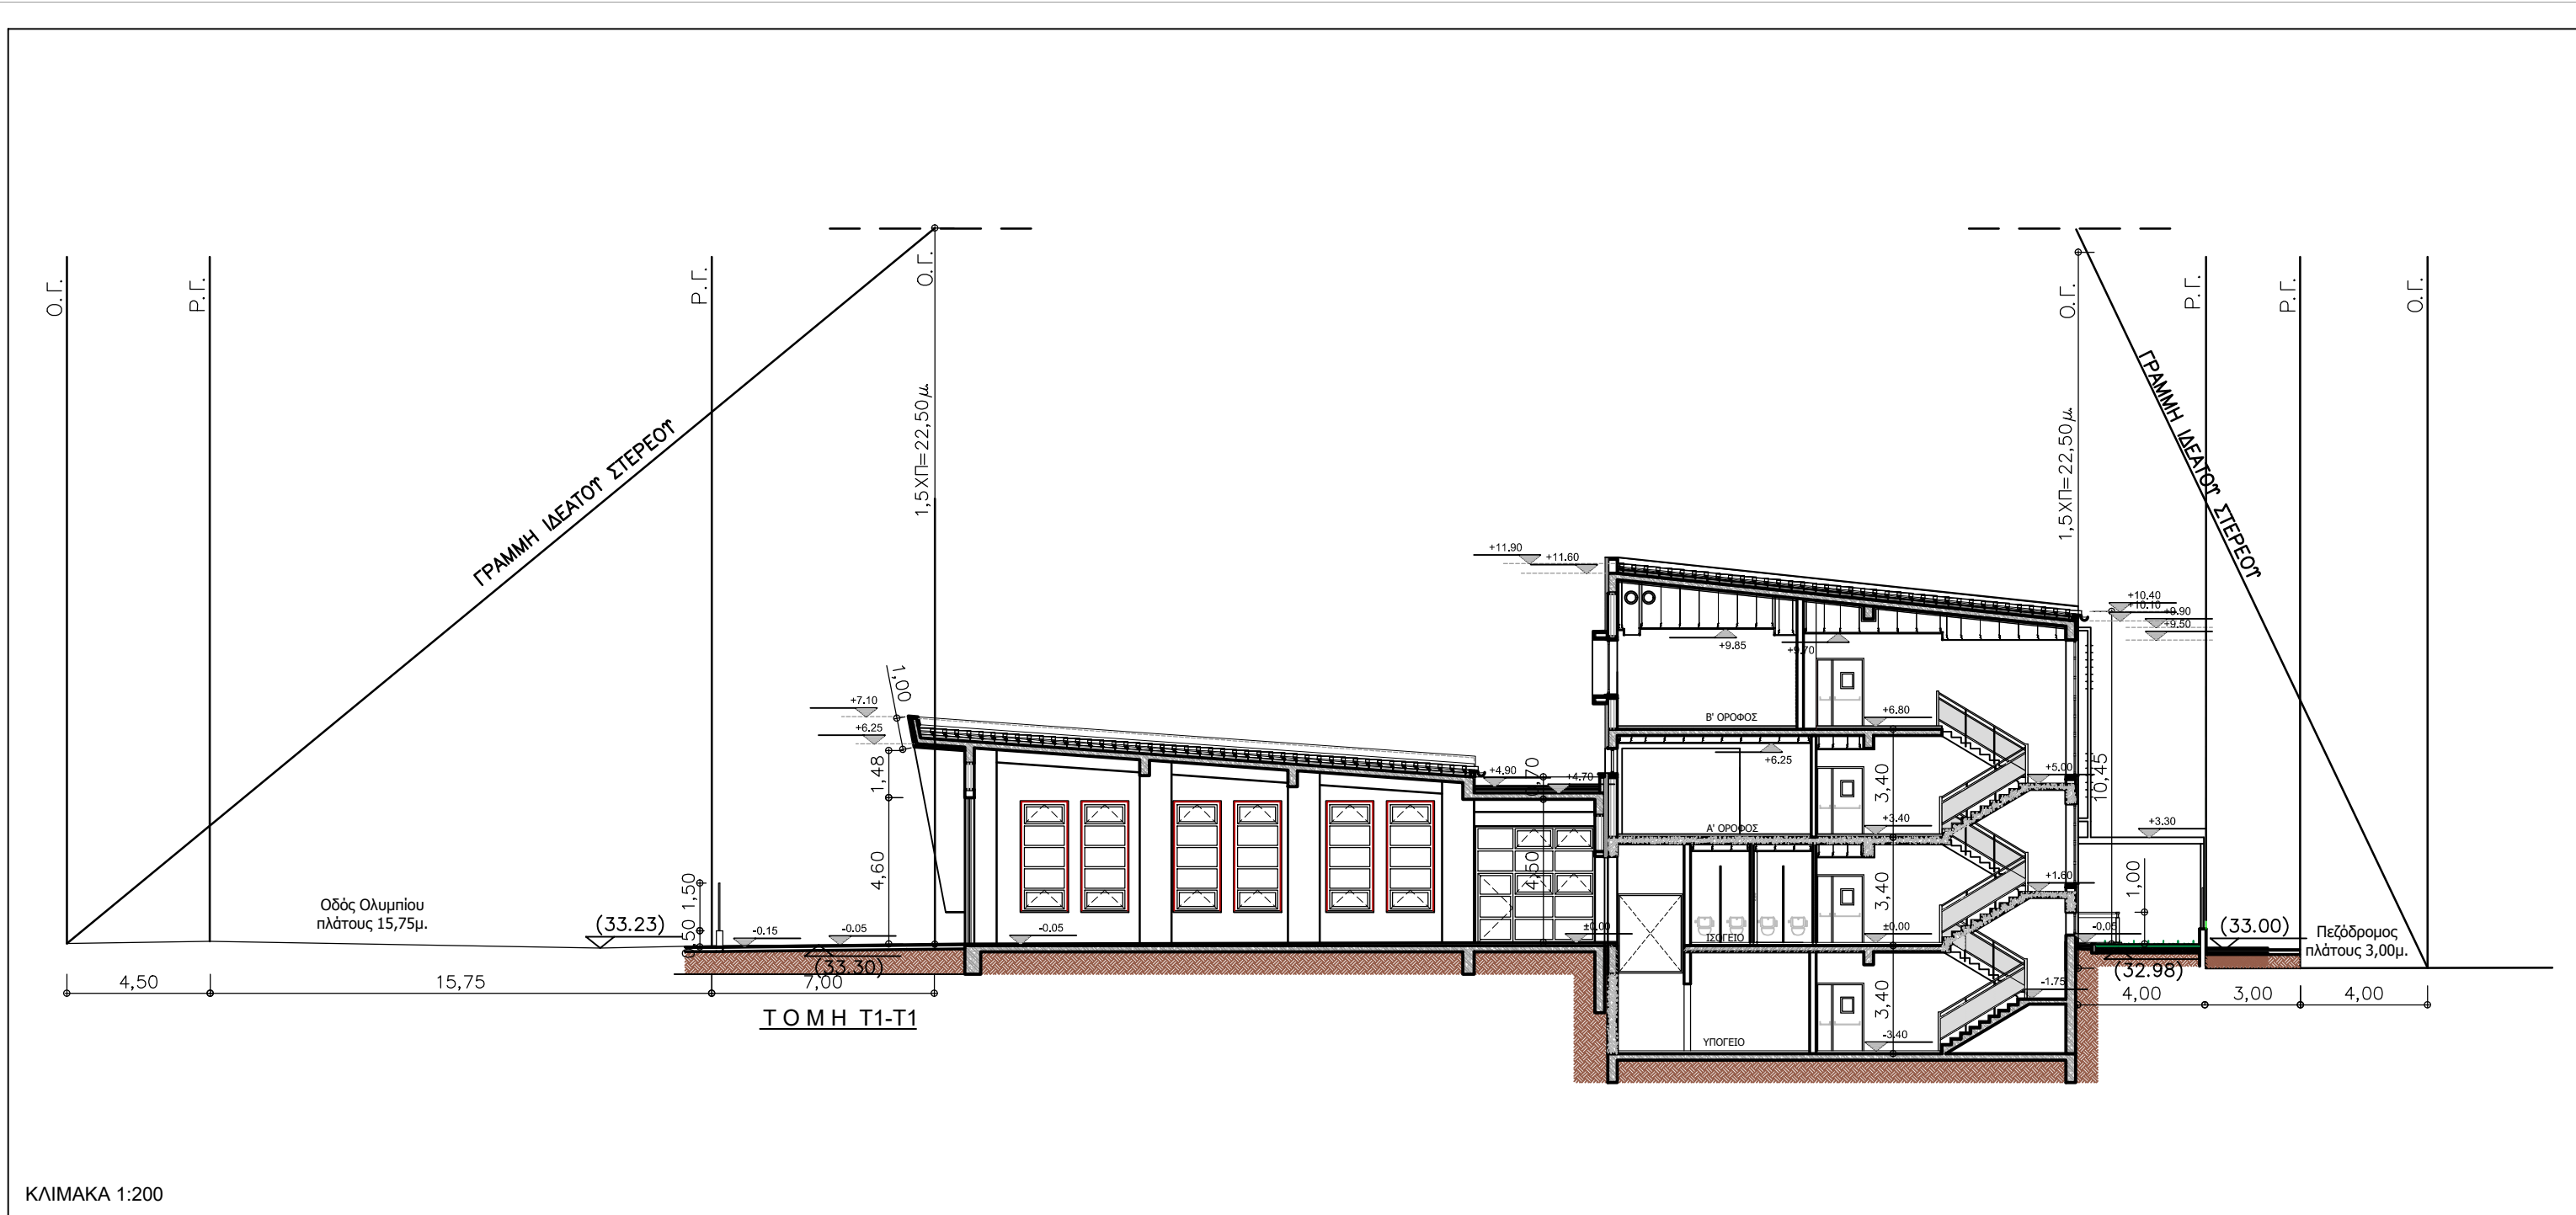 Ο.Γ.
Ρ.Γ.
Ρ.Γ.
Ο.Γ.
Ο.Γ.
Ρ.Γ.
Ρ.Γ.
Ο.Γ.
ΓΡΑΜΜΗ ΙΔΕΑΤΟΥ ΣΤΕΡΕΟΥ
1,5ΧΠ=22,50μ.
1,5ΧΠ=22,50μ.
ΓΡΑΜΜΗ ΙΔΕΑΤΟΥ ΣΤΕΡΕΟΥ
+11.90
+11.60
+10.40
+10.10
+9.90
+9.50
+9.85
+9.70
1,00
+7.10
+6.25
Β' ΟΡΟΦΟΣ
+6.80
1,48
+4.90
+4.70
0,70
+6.25
3,40
+5.00
10,45
Α' ΟΡΟΦΟΣ
+3.40
+3.30
4,60
4,50
3,40
+1.60
1,00
Οδός Ολυμπίου
πλάτους 15,75μ.
(33.23)
1,50
0,50
-0.15
-0.05
-0.05
±0.00
ΙΣΟΓΕΙΟ
±0.00
-0.05
(33.00)
Πεζόδρομος
πλάτους 3,00μ.
(33.30)
(32.98)
4,50
15,75
7,00
3,40
-1.75
4,00
3,00
4,00
Τ Ο Μ Η Τ1-Τ1
ΥΠΟΓΕΙΟ
-3.40
ΚΛΙΜΑΚΑ 1:200